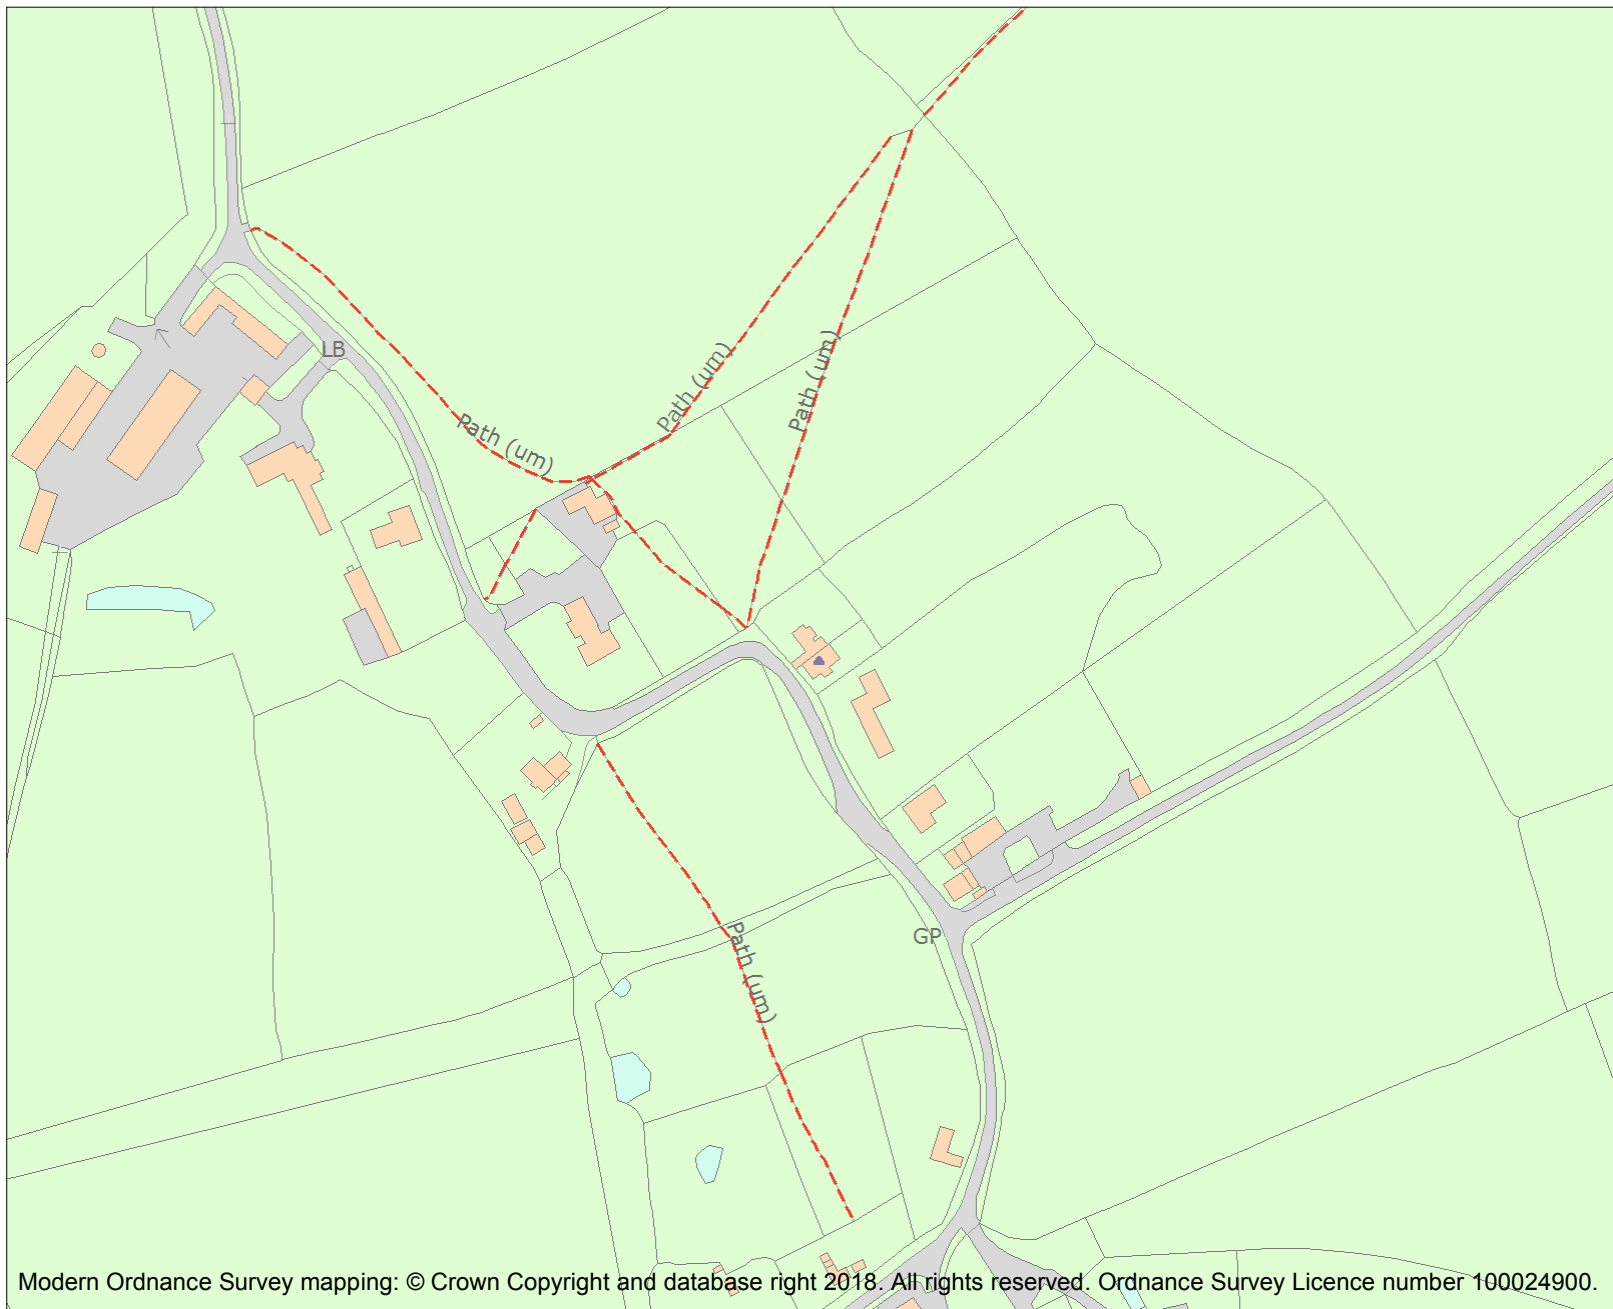 LB
Path (um)
Path (um)
Path (um)
GP
Path (um)
Modern Ordnance Survey mapping: © Crown Copyright and database right 2018. All rights reserved. Ordnance Survey Licence number 100024900.